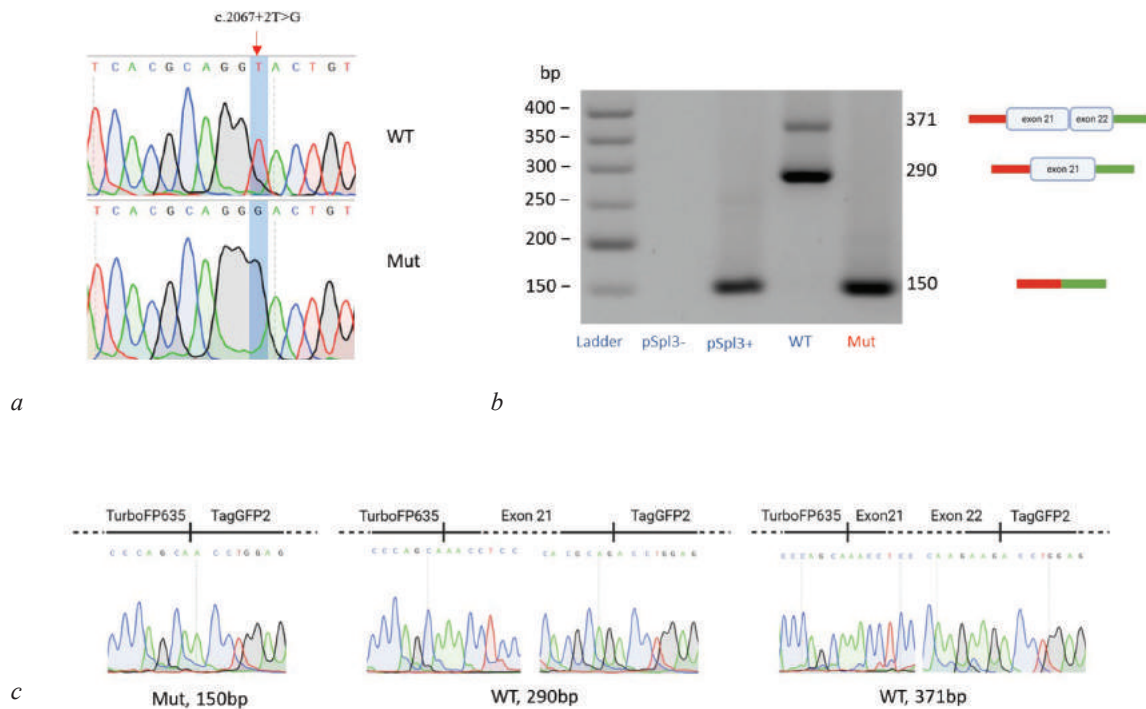 c.2067+2T>G
T C A C G C A G G T A C T G T
WT
T C A C G C A G G G A C T G T
Mut
a
bp
400 –
350 –
300 –
250 –
200 –
150 –
371
290
150
exon 21 exon 22
exon 21
Ladder pSpl3- pSpl3+ WT Mut
b
TurboFP635 TagGFP2
C C C A G C A A C C T G G A G
Mut, 150bp
TurboFP635 Exon 21 TagGFP2
C C C A G C A A A C C T C C C A C G C A G A C C T G G A G
WT, 290bp
TurboFP635 Exon21 Exon 22 TagGFP2
C C C A G C A A A C C T C C C A A G A A G A C C T G G A G
WT, 371bp
c